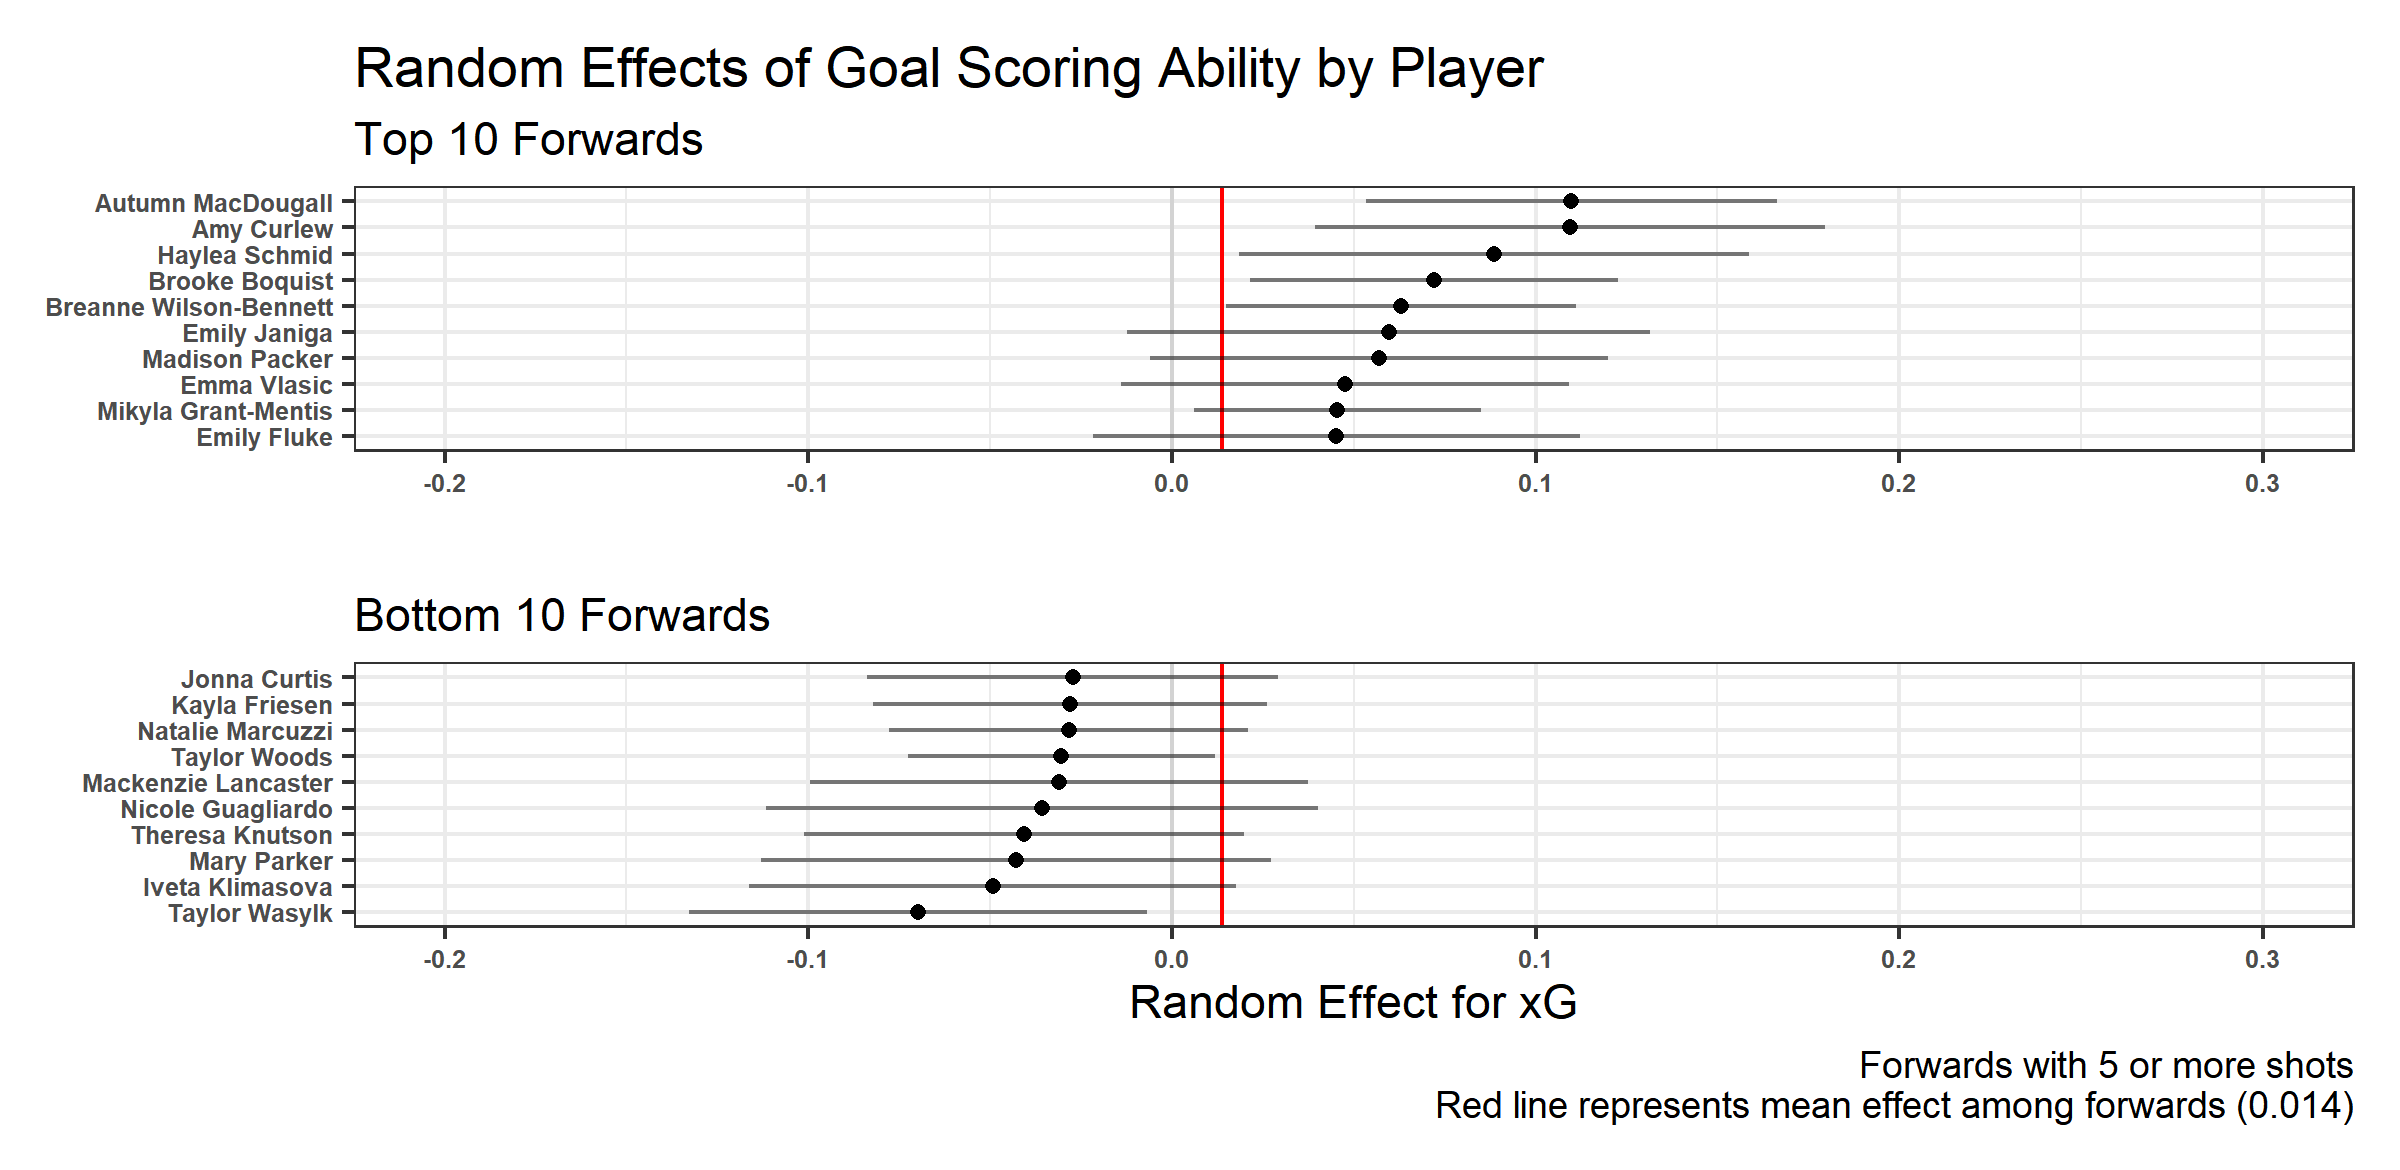 Random Effects of Goal Scoring Ability by Player
Top 10 Forwards
Autumn MacDougall
Amy Curlew
Haylea Schmid
Brooke Boquist
Breanne Wilson-Bennett
Emily Janiga
Madison Packer
Emma Vlasic
Mikyla Grant-Mentis
Emily Fluke
-0.2 -0.1 0.0 0.1 0.2 0.3
Bottom 10 Forwards
Jonna Curtis
Kayla Friesen
Natalie Marcuzzi
Taylor Woods
Mackenzie Lancaster
Nicole Guagliardo
Theresa Knutson
Mary Parker
Iveta Klimasova
Taylor Wasylk
-0.2 -0.1 0.0 0.1 0.2 0.3
Random Effect for xG
Forwards with 5 or more shots
Red line represents mean effect among forwards (0.014)